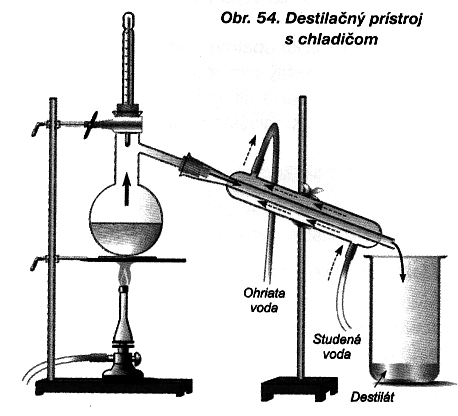 Obr. 54. Destilačný prístroj
s chladičom
Ohriata
voda
Studená
voda
Destilát